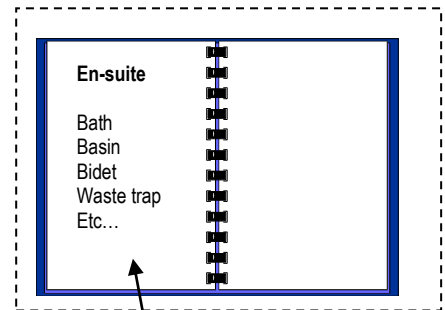 En-suite
Bath
Basin
Bidet
Waste trap
Etc…